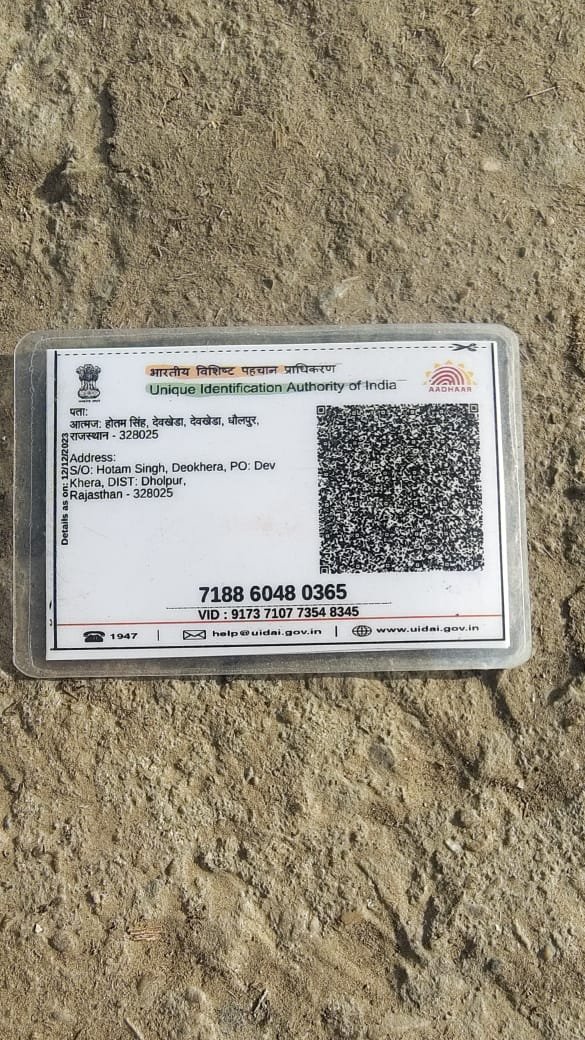 भारतीय विशिष्ट पहचान प्राधिकरण
Unique Identification Authority of India
AADHAAR
पता:
आत्मज: होतम सिंह, देवखेडा, देवखेडा, धौलपुर,
राजस्थान - 328025
Address:
S/O: Hotam Singh, Deokhera, PO: Dev
Khera, DIST: Dholpur,
Rajasthan - 328025
Details as on: 12/12/2023
7188 6048 0365
VID : 9173 7107 7354 8345
1947 | help@uidai.gov.in | www.uidai.gov.in